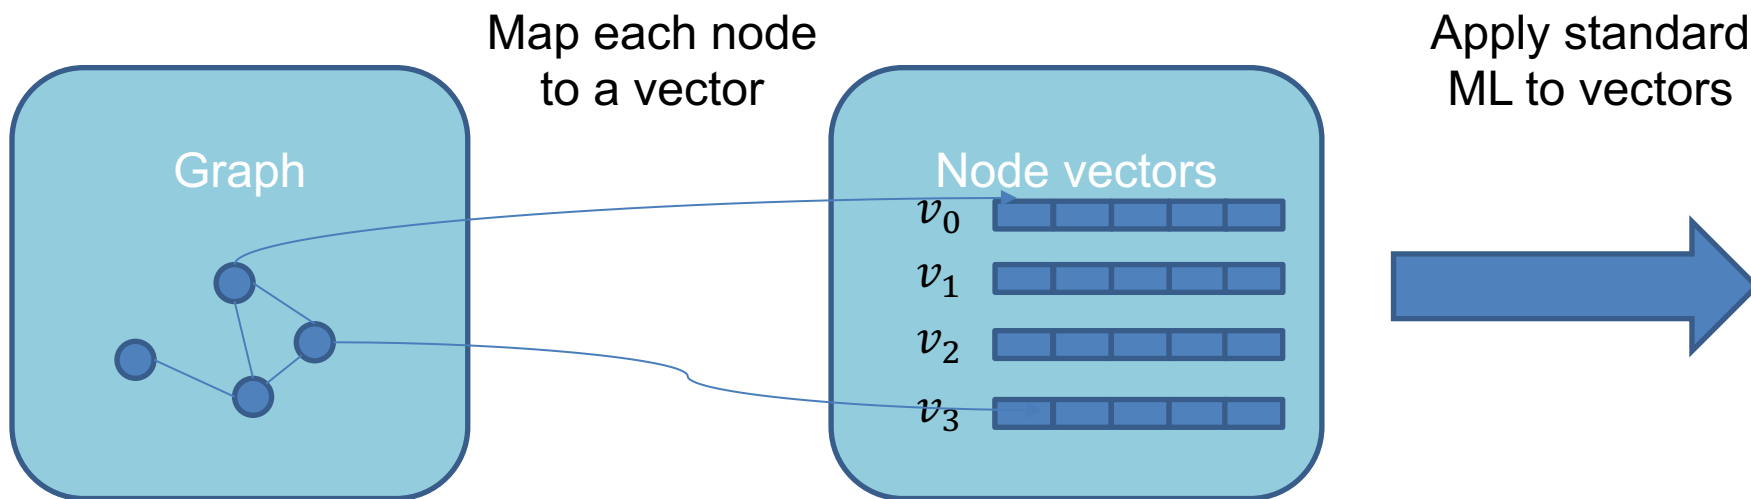 Map each node
to a vector
Apply standard
ML to vectors
Graph
Node vectors
v₀
v₁
v₂
v₃